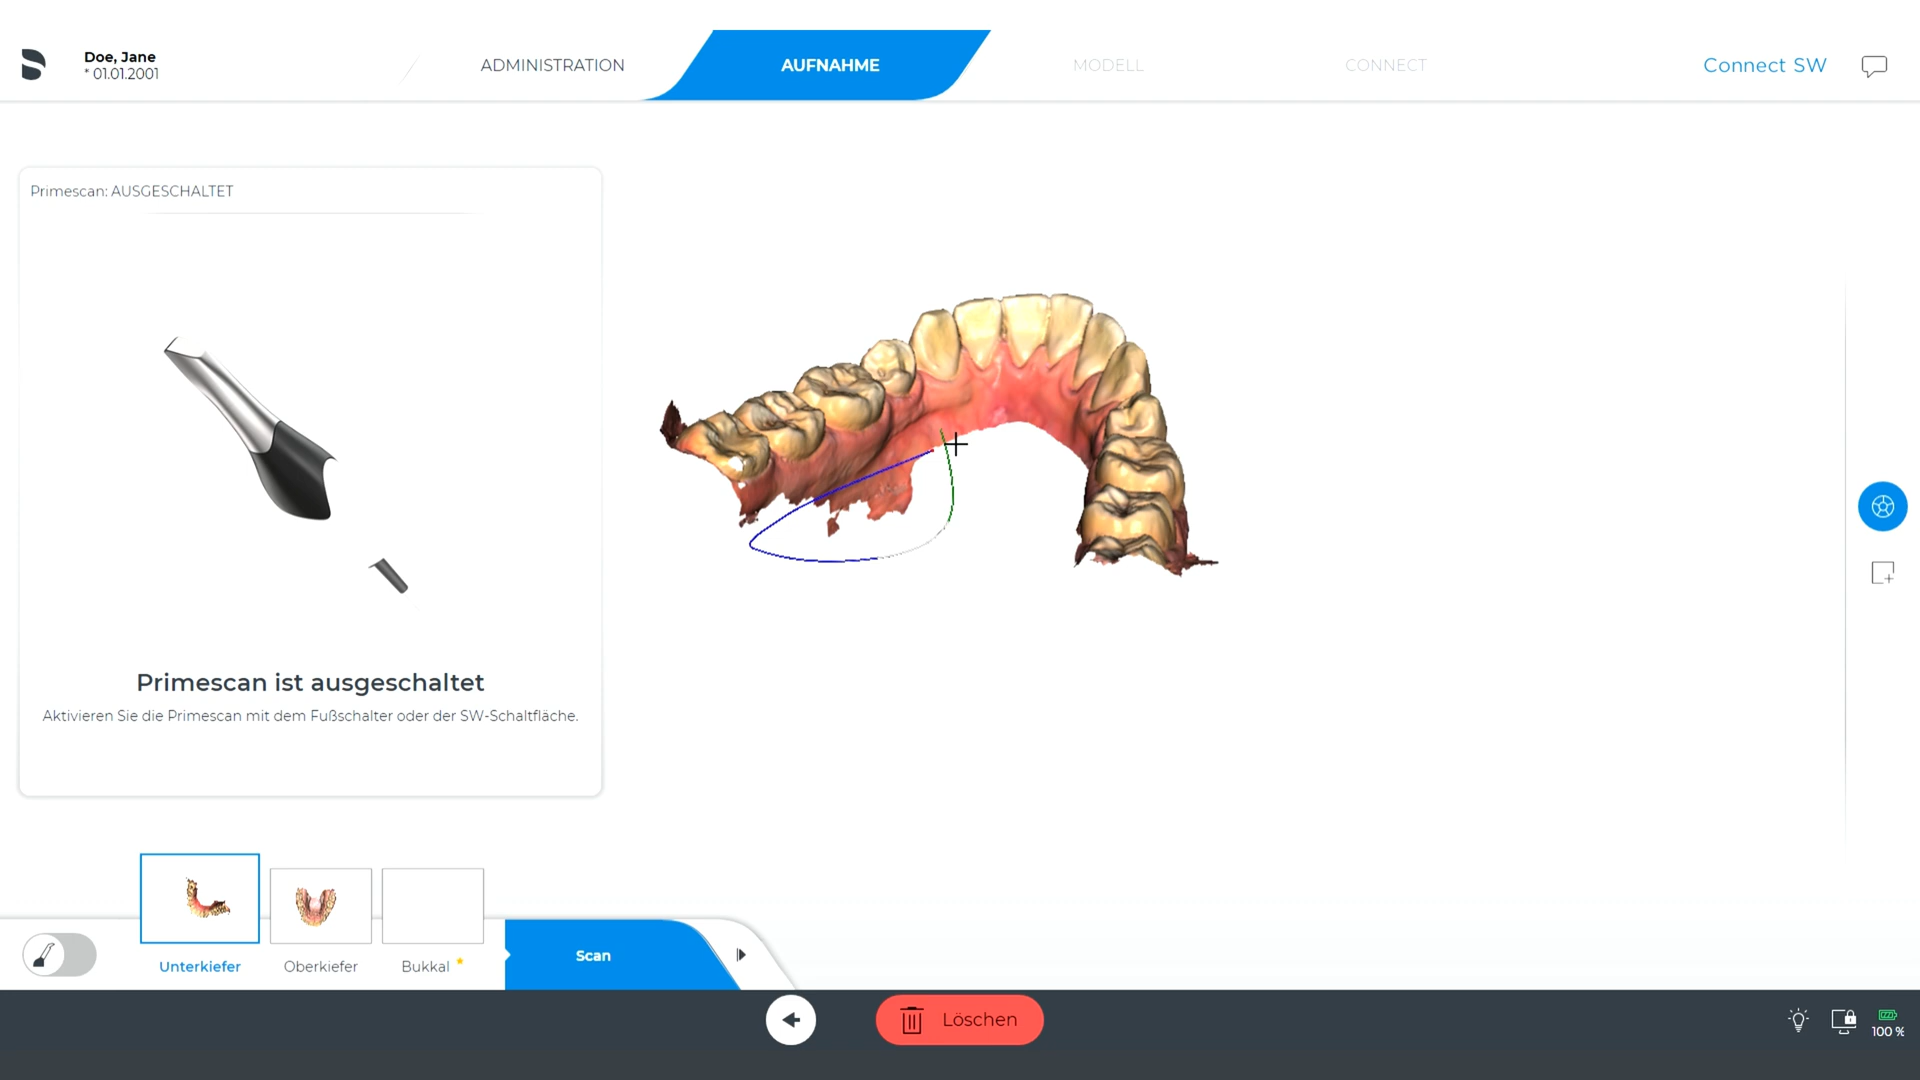 Doe, Jane
* 01.01.2001
ADMINISTRATION
AUFNAHME
MODELL
CONNECT
Connect SW
Primescan: AUSGESCHALTET
Primescan ist ausgeschaltet
Aktivieren Sie die Primescan mit dem Fußschalter oder der SW-Schaltfläche.
Unterkiefer
Oberkiefer
Bukkal
Scan
Löschen
100 %